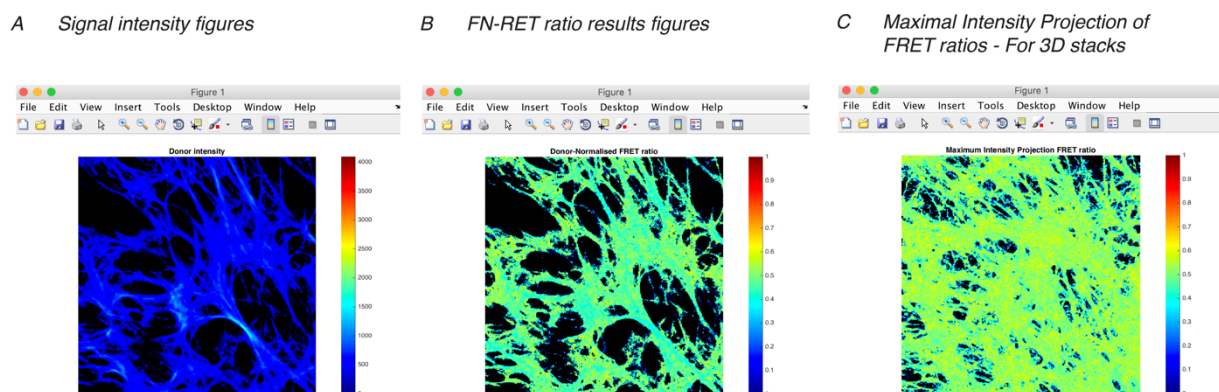 A Signal intensity figures
B FN-RET ratio results figures
C Maximal Intensity Projection of
FRET ratios - For 3D stacks
Figure 1
File Edit View Insert Tools Desktop Window Help
Donor intensity
4000
3500
3000
2500
2000
1500
1000
500
0
Figure 1
File Edit View Insert Tools Desktop Window Help
Donor-Normalised FRET ratio
1
0.9
0.8
0.7
0.6
0.5
0.4
0.3
0.2
0.1
0
Figure 1
File Edit View Insert Tools Desktop Window Help
Maximum Intensity Projection FRET ratio
1
0.9
0.8
0.7
0.6
0.5
0.4
0.3
0.2
0.1
0